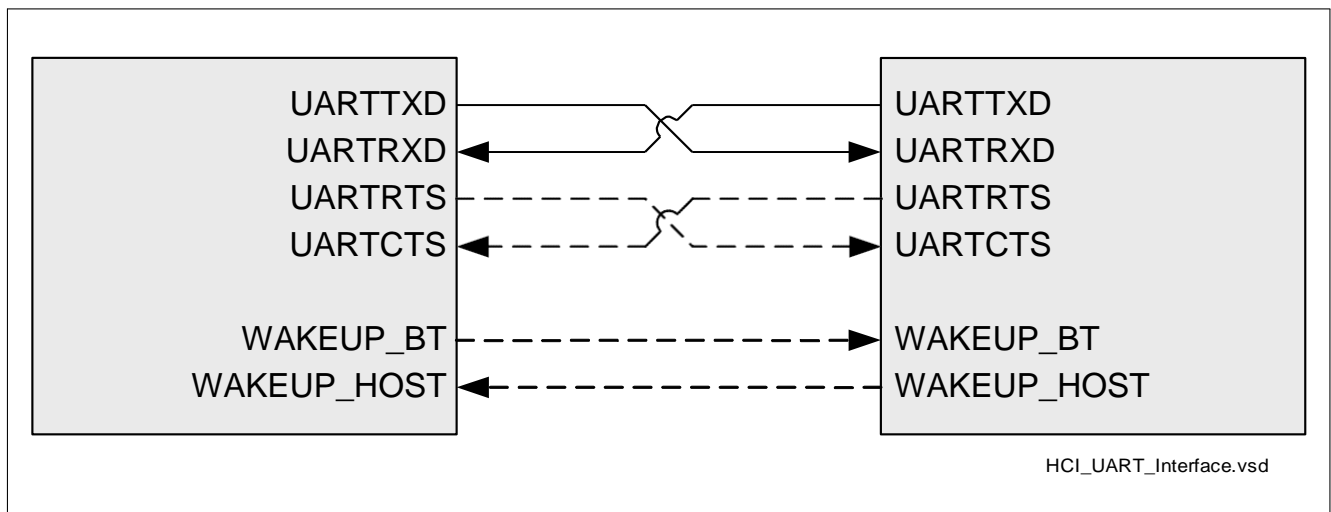 UARTTXD
UARTRXD
UARTRTS
UARTCTS
WAKEUP_BT
WAKEUP_HOST
UARTTXD
UARTRXD
UARTRTS
UARTCTS
WAKEUP_BT
WAKEUP_HOST
HCI_UART_Interface.vsd